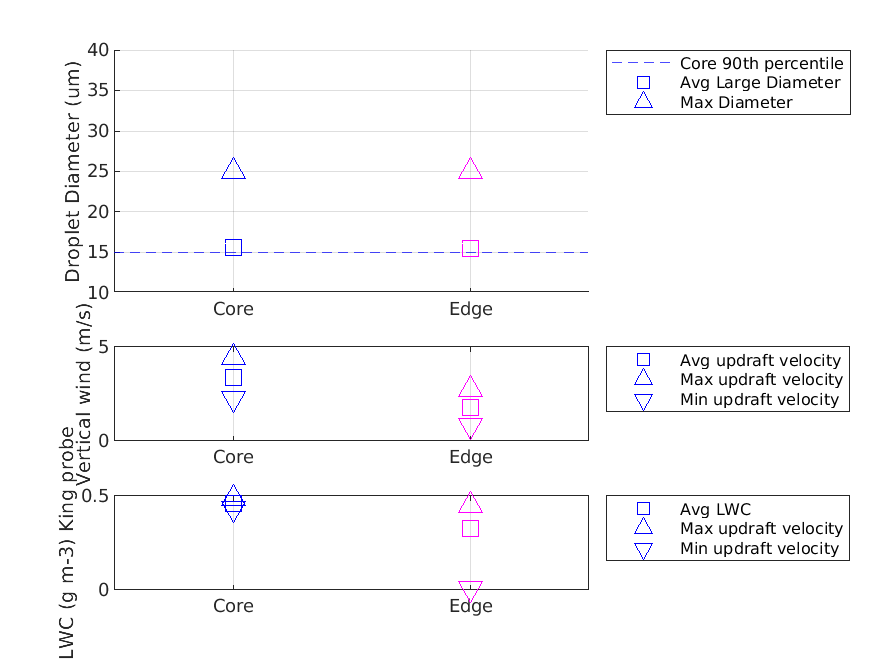 Droplet Diameter (um)
40
35
30
25
20
15
10
Core
Edge
Core 90th percentile
Avg Large Diameter
Max Diameter
Vertical wind (m/s)
5
0
Core
Edge
Avg updraft velocity
Max updraft velocity
Min updraft velocity
LWC (g m-3) King probe
0.5
0
Core
Edge
Avg LWC
Max updraft velocity
Min updraft velocity